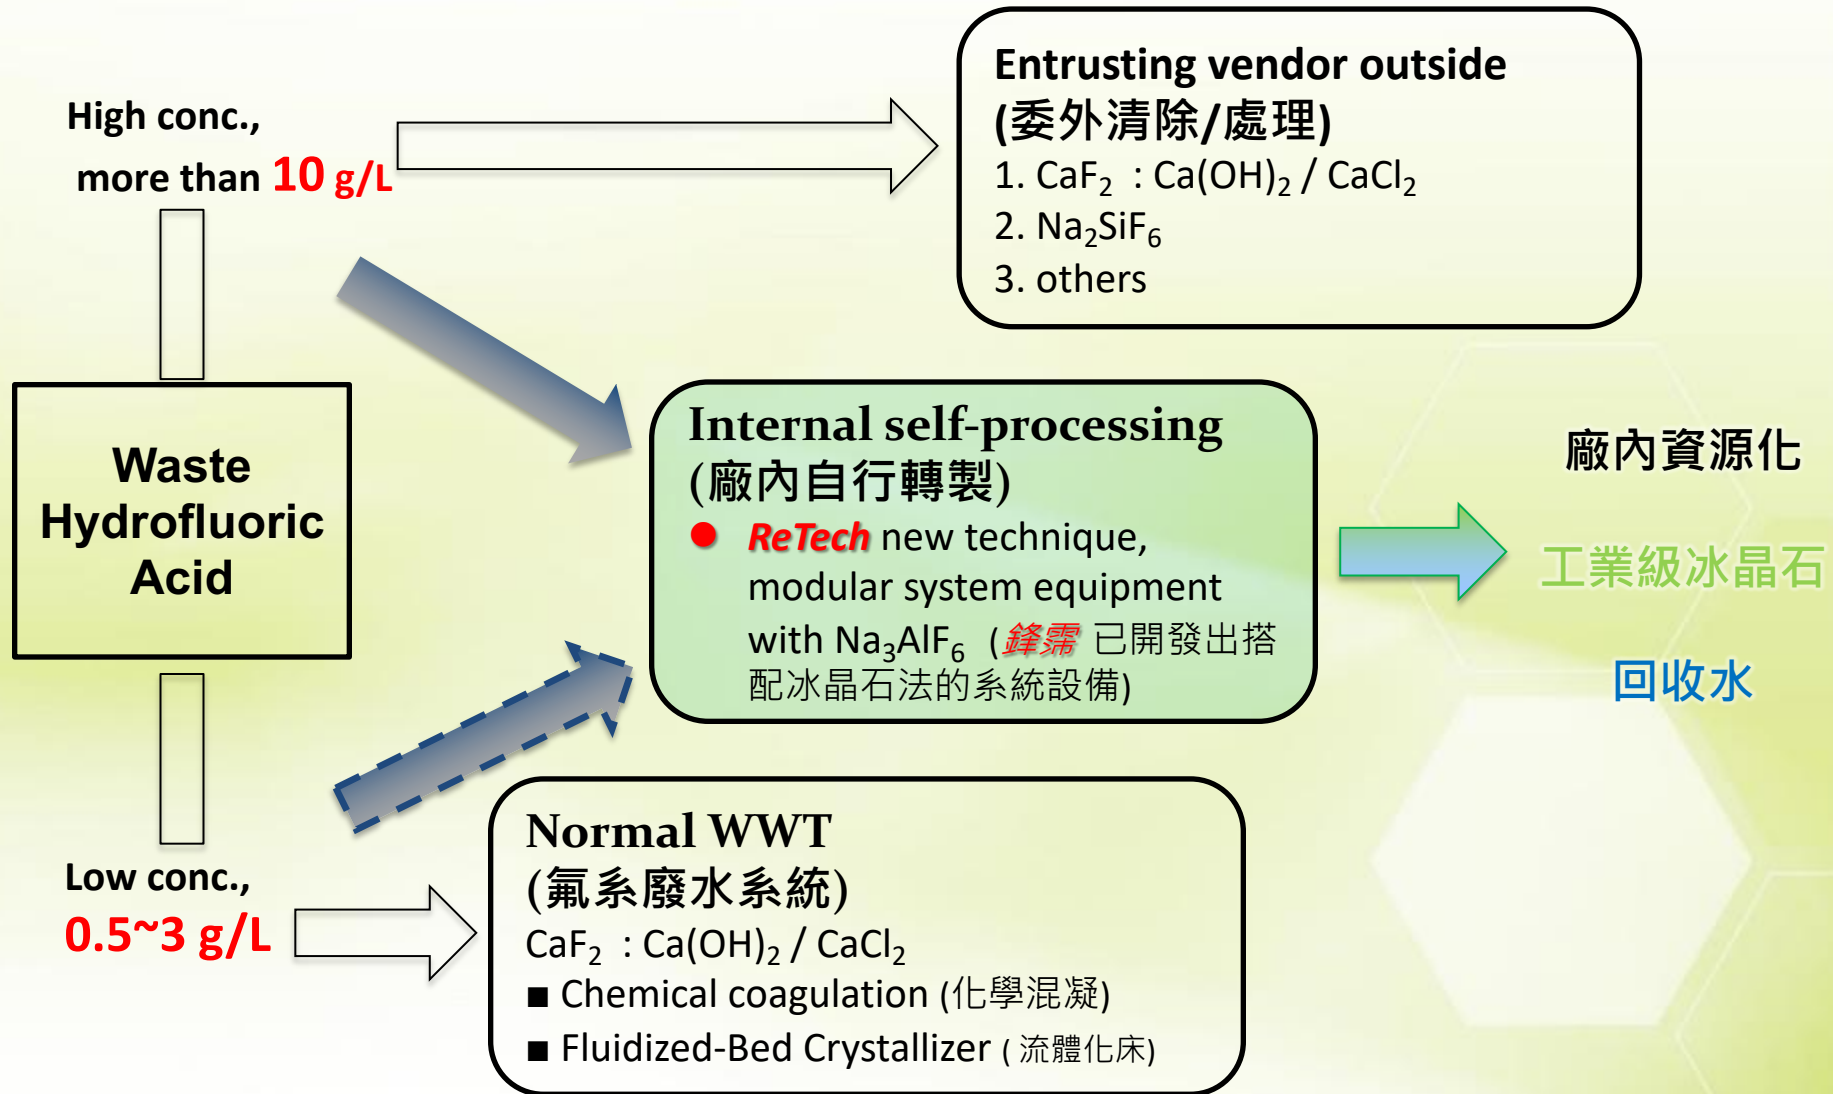 High conc.,
more than 10 g/L
Entrusting vendor outside
(委外清除/處理)
1. CaF₂ : Ca(OH)₂ / CaCl₂
2. Na₂SiF₆
3. others
Waste
Hydrofluoric
Acid
Internal self-processing
(廠內自行轉製)
● ReTech new technique,
modular system equipment
with Na₃AlF₆ (鋒霈 已開發出搭
配冰晶石法的系統設備)
廠內資源化
工業級冰晶石
回收水
Low conc.,
0.5~3 g/L
Normal WWT
(氟系廢水系統)
CaF₂ : Ca(OH)₂ / CaCl₂
■ Chemical coagulation (化學混凝)
■ Fluidized-Bed Crystallizer ( 流體化床)